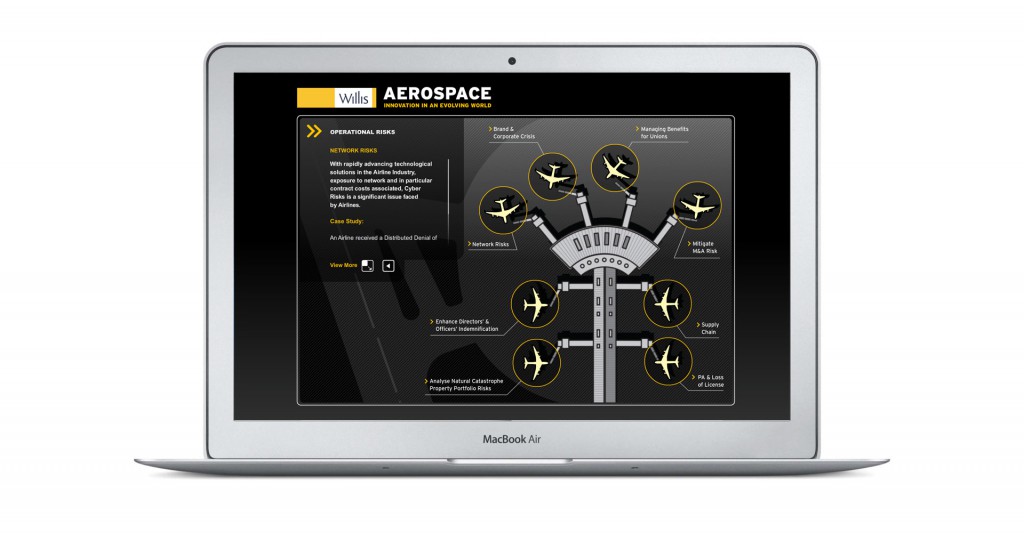 Willis
AEROSPACE
INNOVATION IN AN EVOLVING WORLD
OPERATIONAL RISKS
NETWORK RISKS
With rapidly advancing technological
solutions in the Airline Industry,
exposure to network and in particular
contract costs associated, Cyber
Risks is a significant issue faced
by Airlines.
Case Study:
An Airline received a Distributed Denial of
View More
Brand &
Corporate Crisis
Managing Benefits
for Unions
Network Risks
Mitigate
M&A Risk
Enhance Directors' &
Officers' Indemnification
Supply
Chain
Analyse Natural Catastrophe
Property Portfolio Risks
PA & Loss
of License
MacBook Air